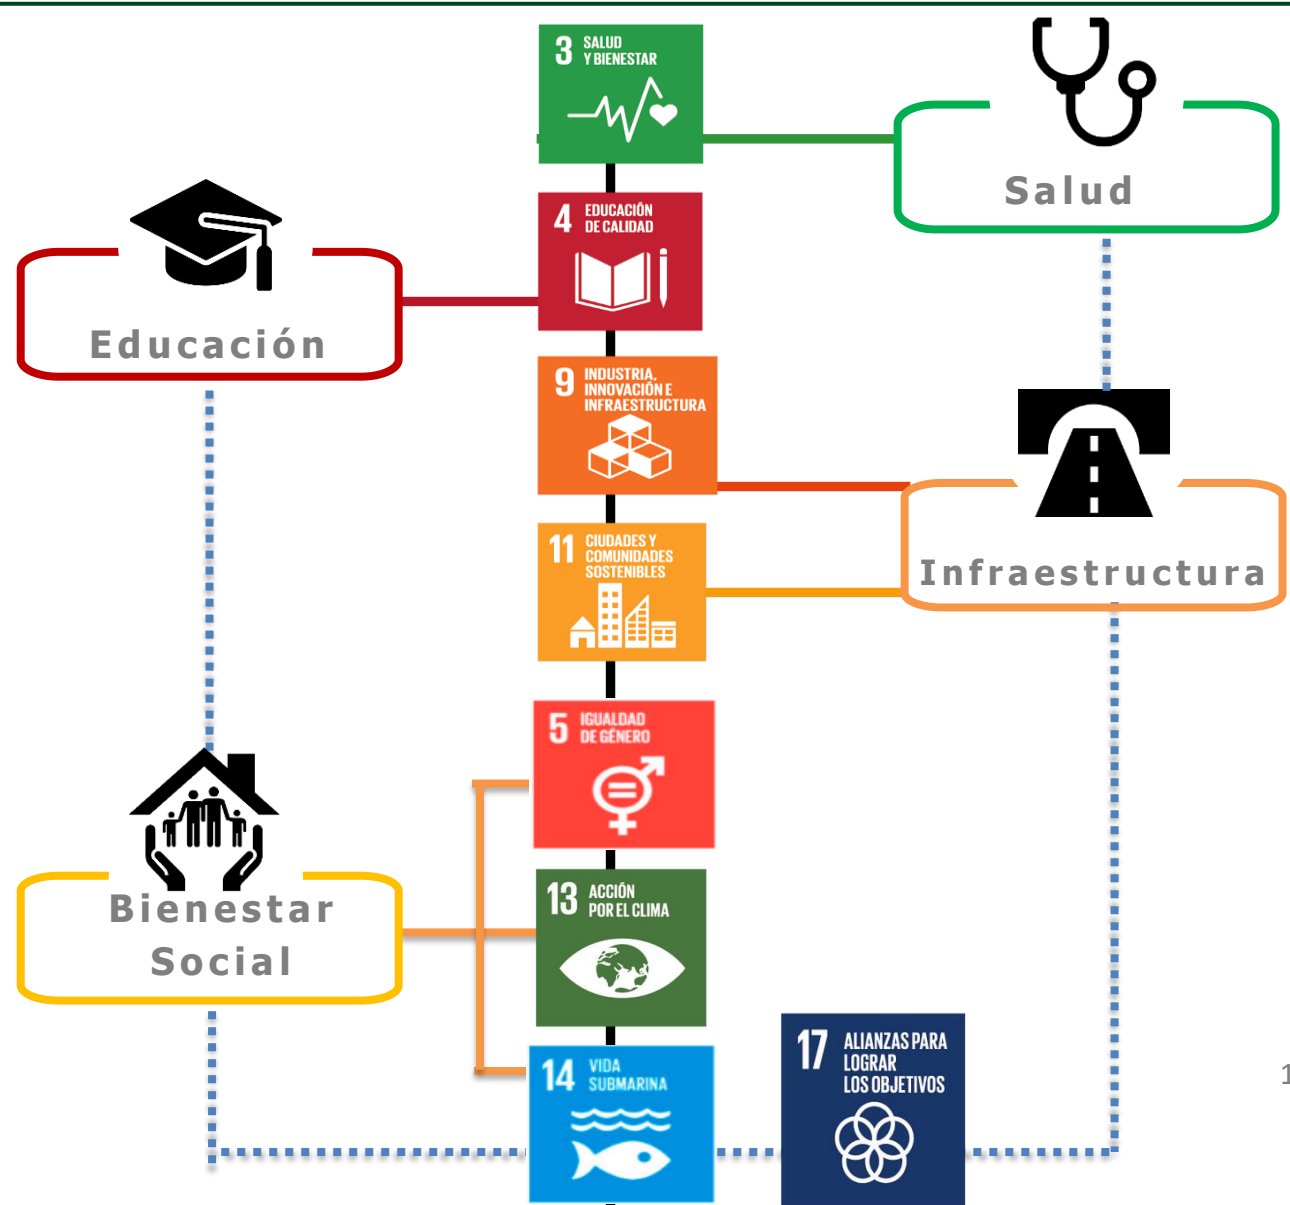 3 SALUD
Y BIENESTAR
Salud
4 EDUCACIÓN
DE CALIDAD
Educación
9 INDUSTRIA,
INNOVACIÓN E
INFRAESTRUCTURA
11 CIUDADES Y
COMUNIDADES
SOSTENIBLES
Infraestructura
5 IGUALDAD
DE GÉNERO
13 ACCIÓN
POR EL CLIMA
Bienestar
Social
14 VIDA
SUBMARINA
17 ALIANZAS PARA
LOGRAR
LOS OBJETIVOS
1